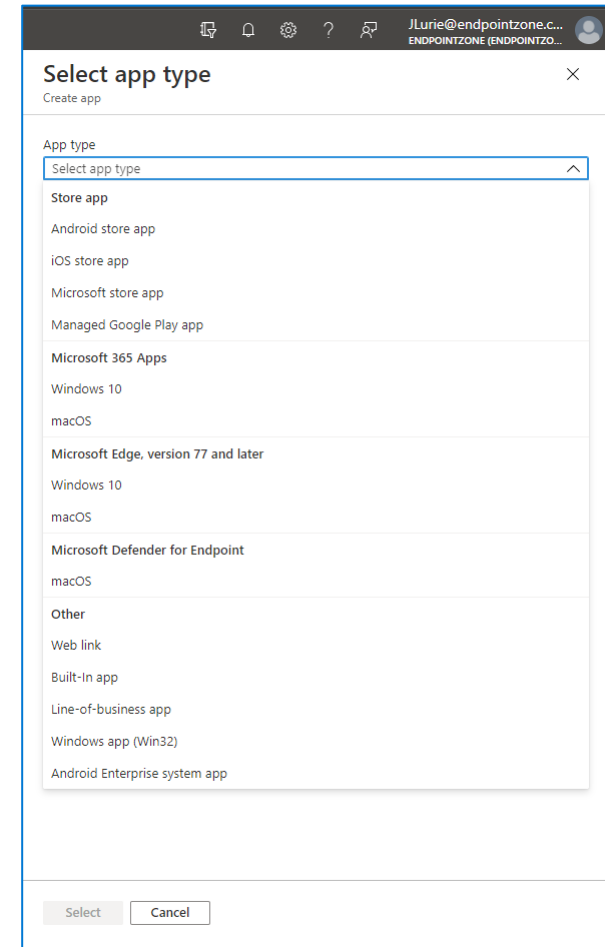 JLurie@endpointzone.c...
ENDPOINTZONE (ENDPOINTZO...
Select app type
Create app
App type
Select app type
Store app
Android store app
iOS store app
Microsoft store app
Managed Google Play app
Microsoft 365 Apps
Windows 10
macOS
Microsoft Edge, version 77 and later
Windows 10
macOS
Microsoft Defender for Endpoint
macOS
Other
Web link
Built-In app
Line-of-business app
Windows app (Win32)
Android Enterprise system app
Select Cancel